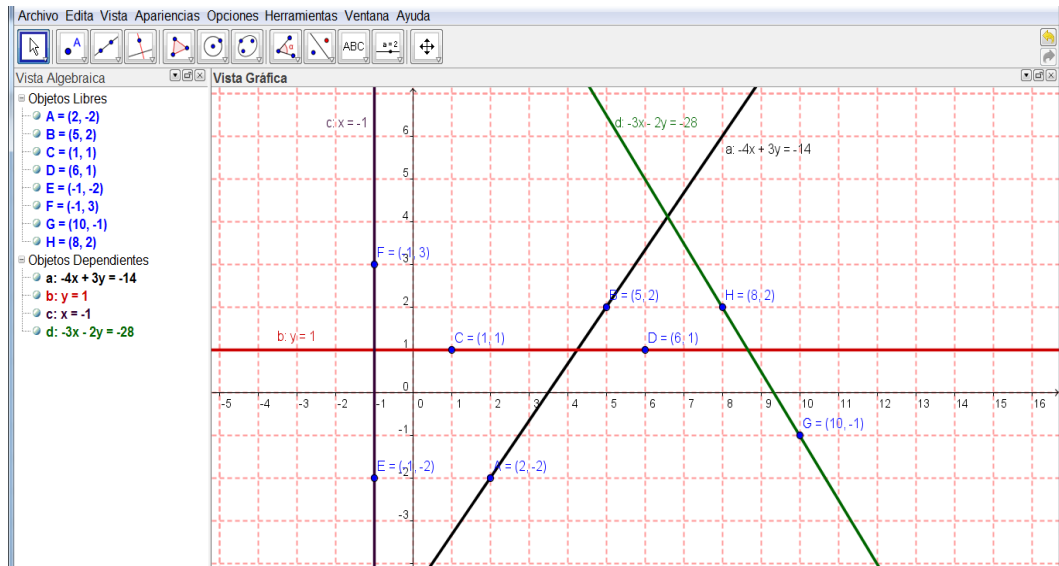 Archivo Edita Vista Apariencias Opciones Herramientas Ventana Ayuda
A
α
ABC
a=2
Vista Algebraica
Objetos Libres
A = (2, -2)
B = (5, 2)
C = (1, 1)
D = (6, 1)
E = (-1, -2)
F = (-1, 3)
G = (10, -1)
H = (8, 2)
Objetos Dependientes
a: -4x + 3y = -14
b: y = 1
c: x = -1
d: -3x - 2y = -28
Vista Gráfica
c: x = -1
d: -3x - 2y = -28
a: -4x + 3y = -14
6
5
4
F = (-1, 3)
3
B = (5, 2)
H = (8, 2)
2
b: y = 1
C = (1, 1)
D = (6, 1)
1
0
-5 -4 -3 -2 -1 0 1 2 3 4 5 6 7 8 9 10 11 12 13 14 15 16
G = (10, -1)
-1
E = (-1, -2)
A = (2, -2)
-2
-3